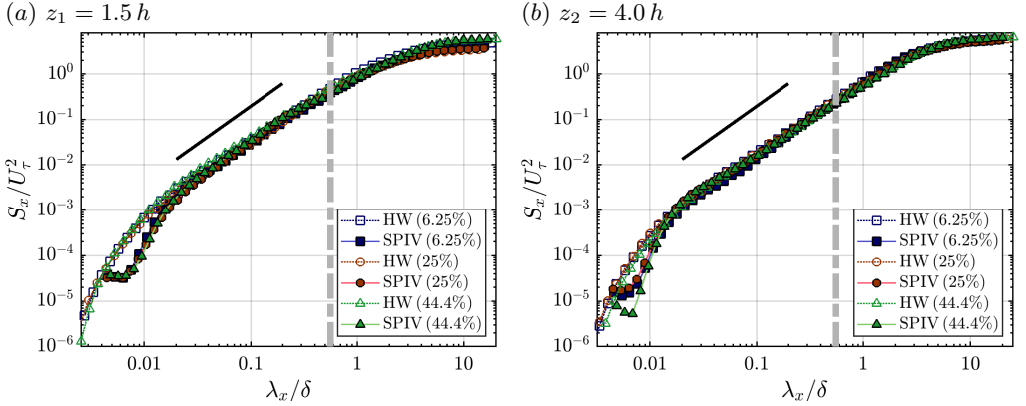 (a) z₁ = 1.5 h
(b) z₂ = 4.0 h
S_x/U_τ²
10⁰
10⁻¹
10⁻²
10⁻³
10⁻⁴
10⁻⁵
10⁻⁶
HW (6.25%)
SPIV (6.25%)
HW (25%)
SPIV (25%)
HW (44.4%)
SPIV (44.4%)
0.01 0.1 1 10
λ_x/δ
S_x/U_τ²
10⁰
10⁻¹
10⁻²
10⁻³
10⁻⁴
10⁻⁵
10⁻⁶
HW (6.25%)
SPIV (6.25%)
HW (25%)
SPIV (25%)
HW (44.4%)
SPIV (44.4%)
0.01 0.1 1 10
λ_x/δ